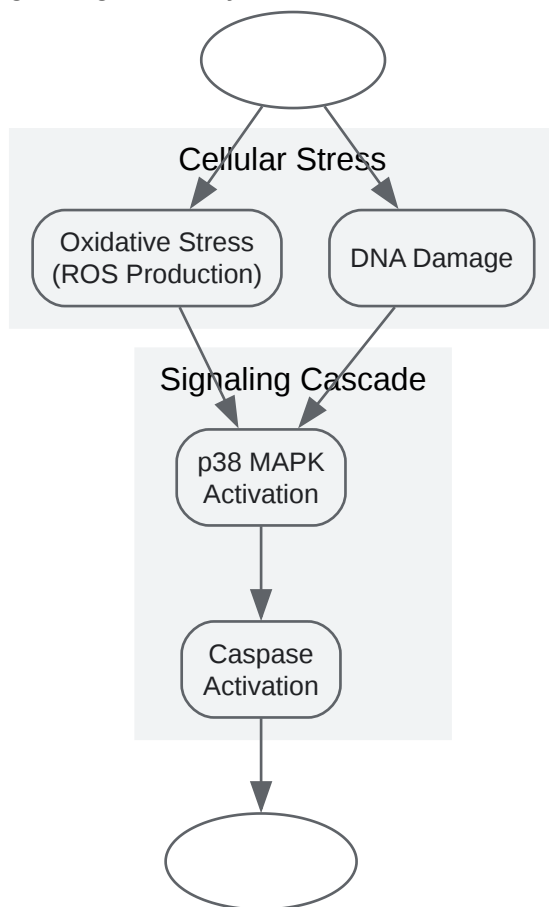 Cellular Stress
Oxidative Stress
(ROS Production)
DNA Damage
Signaling Cascade
p38 MAPK
Activation
Caspase
Activation